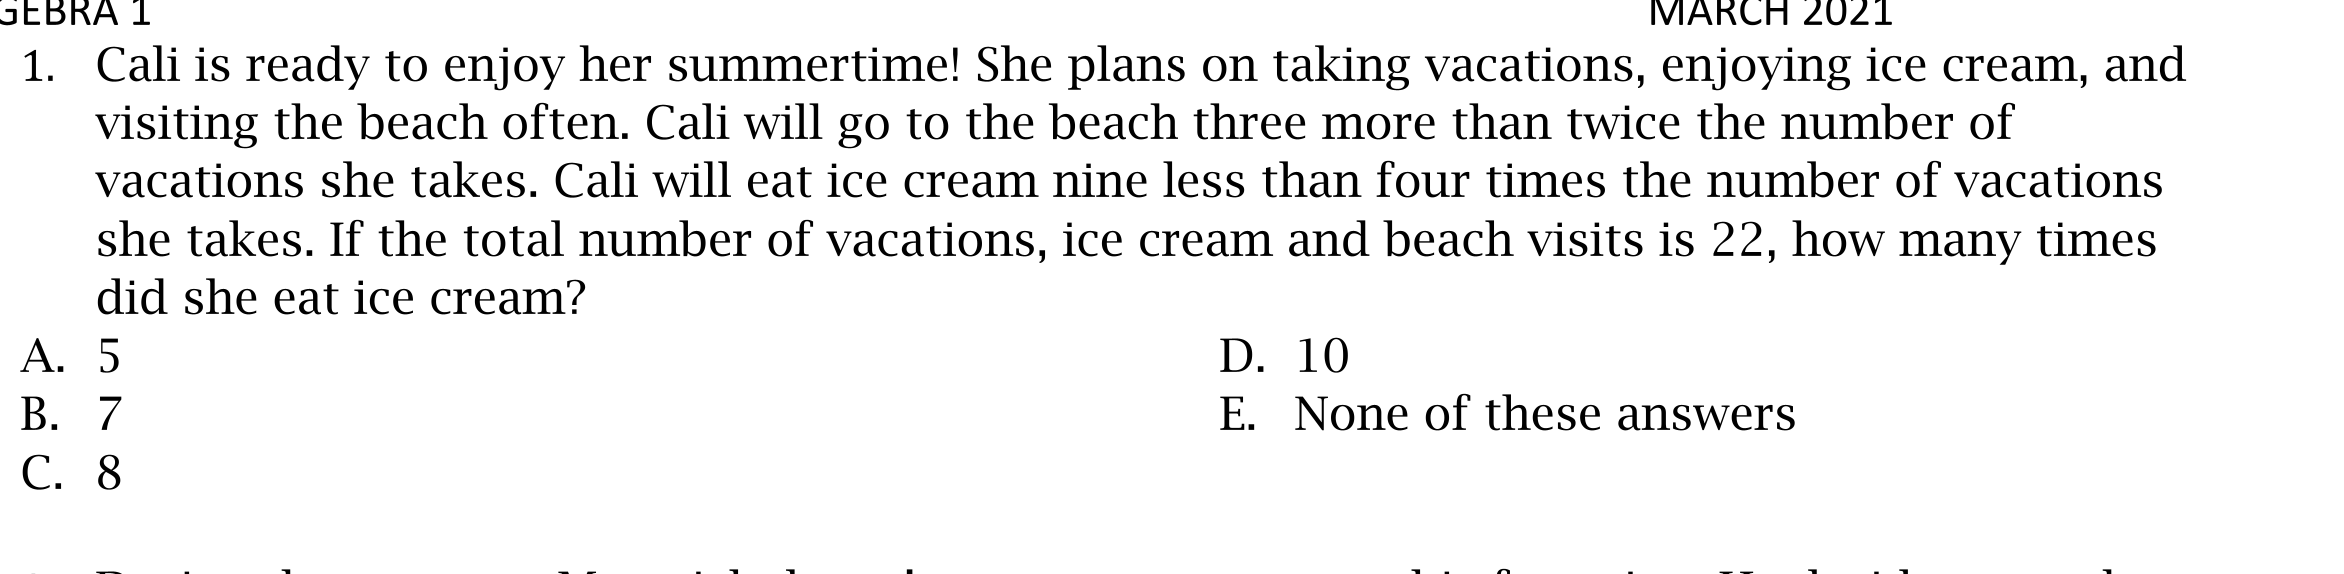 GEBRA 1 MARCH 2021
1. Cali is ready to enjoy her summertime! She plans on taking vacations, enjoying ice cream, and
visiting the beach often. Cali will go to the beach three more than twice the number of
vacations she takes. Cali will eat ice cream nine less than four times the number of vacations
she takes. If the total number of vacations, ice cream and beach visits is 22, how many times
did she eat ice cream?
A. 5 D. 10
B. 7 E. None of these answers
C. 8